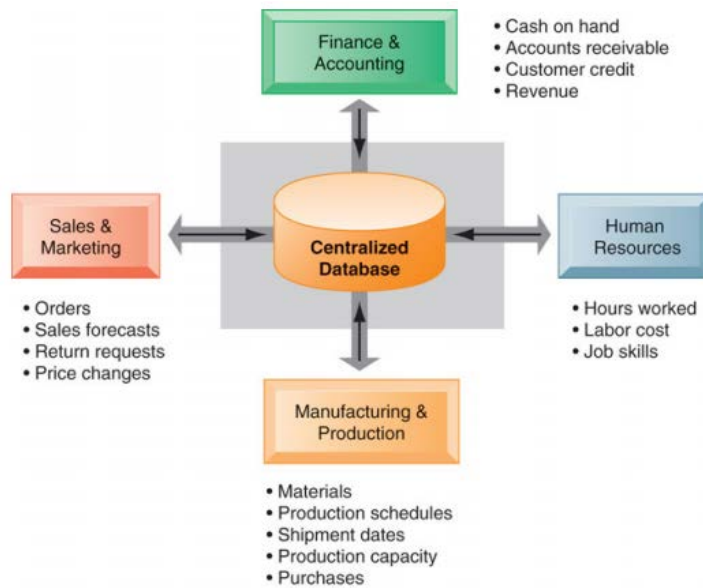 Finance &
Accounting
• Cash on hand
• Accounts receivable
• Customer credit
• Revenue
Sales &
Marketing
Centralized
Database
Human
Resources
• Orders
• Sales forecasts
• Return requests
• Price changes
• Hours worked
• Labor cost
• Job skills
Manufacturing &
Production
• Materials
• Production schedules
• Shipment dates
• Production capacity
• Purchases